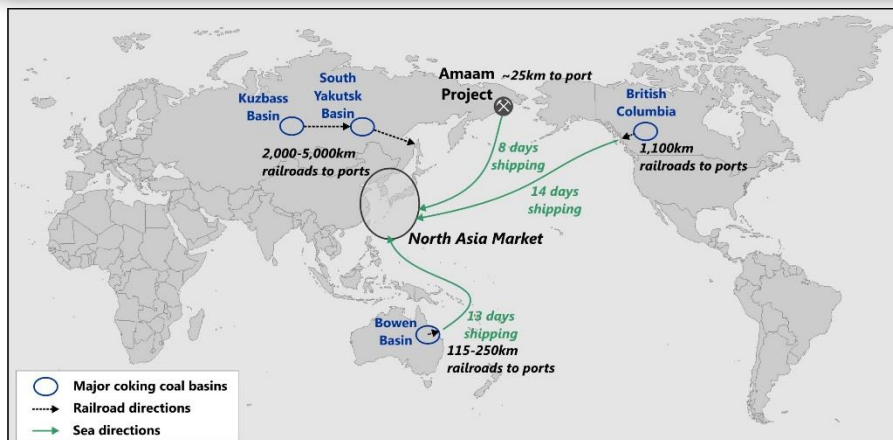 Amaam
Project
~25km to port
South
Yakutsk
Basin
Kuzbass
Basin
British
Columbia
2,000-5,000km
railroads to ports
8 days
shipping
1,100km
railroads to ports
14 days
shipping
North Asia Market
13 days
shipping
Bowen
Basin
115-250km
railroads to ports
Major coking coal basins
Railroad directions
Sea directions